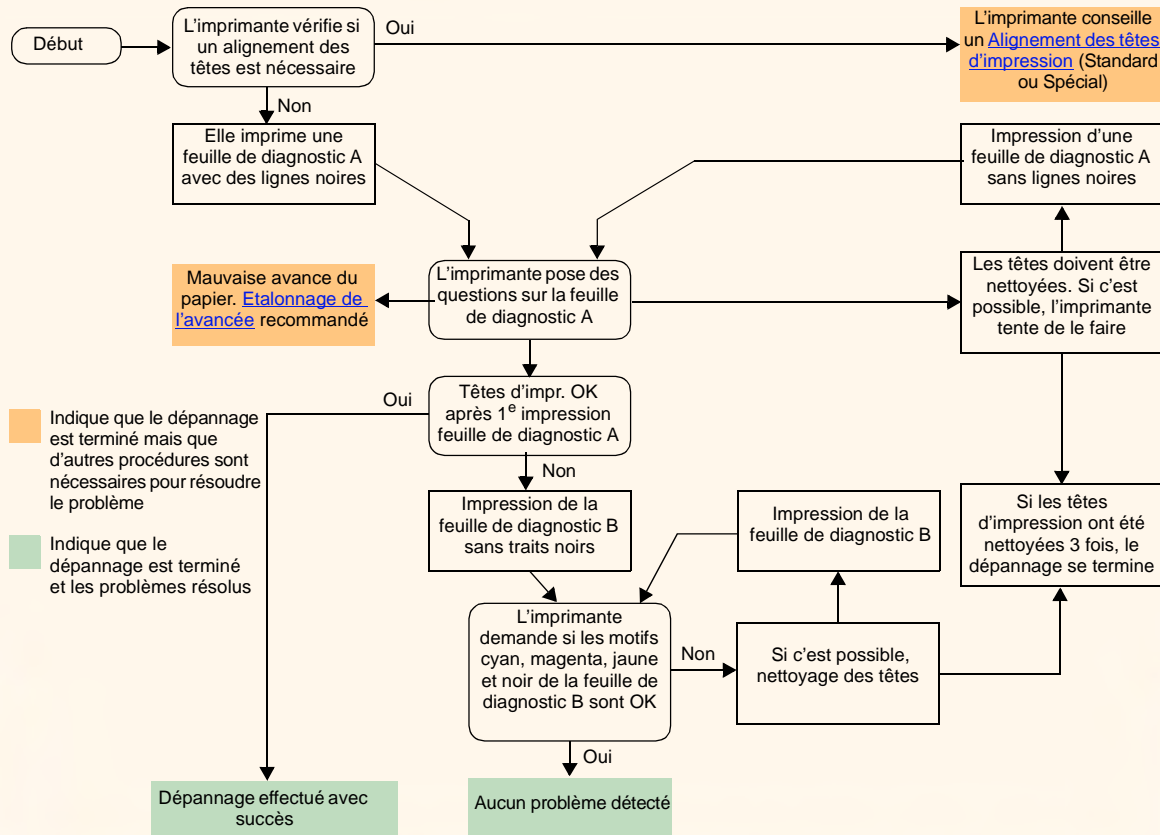 Début
L'imprimante vérifie si
un alignement des
têtes est nécessaire
Oui
L'imprimante conseille
un Alignement des têtes
d'impression (Standard
ou Spécial)
Non
Elle imprime une
feuille de diagnostic A
avec des lignes noires
Impression d'une
feuille de diagnostic A
sans lignes noires
Mauvaise avance du
papier. Etalonnage de
l'avancée recommandé
L'imprimante pose des
questions sur la feuille
de diagnostic A
Les têtes doivent être
nettoyées. Si c'est
possible, l'imprimante
tente de le faire
Oui
Têtes d'impr. OK
après 1e impression
feuille de diagnostic A
Indique que le dépannage
est terminé mais que
d'autres procédures sont
nécessaires pour résoudre
le problème
Non
Impression de la
feuille de diagnostic B
sans traits noirs
Impression de la
feuille de diagnostic B
Si les têtes
d'impression ont été
nettoyées 3 fois, le
dépannage se termine
Indique que le
dépannage est terminé
et les problèmes résolus
L'imprimante
demande si les motifs
cyan, magenta, jaune
et noir de la feuille de
diagnostic B sont OK
Non
Si c'est possible,
nettoyage des têtes
Oui
Dépannage effectué avec
succès
Aucun problème détecté